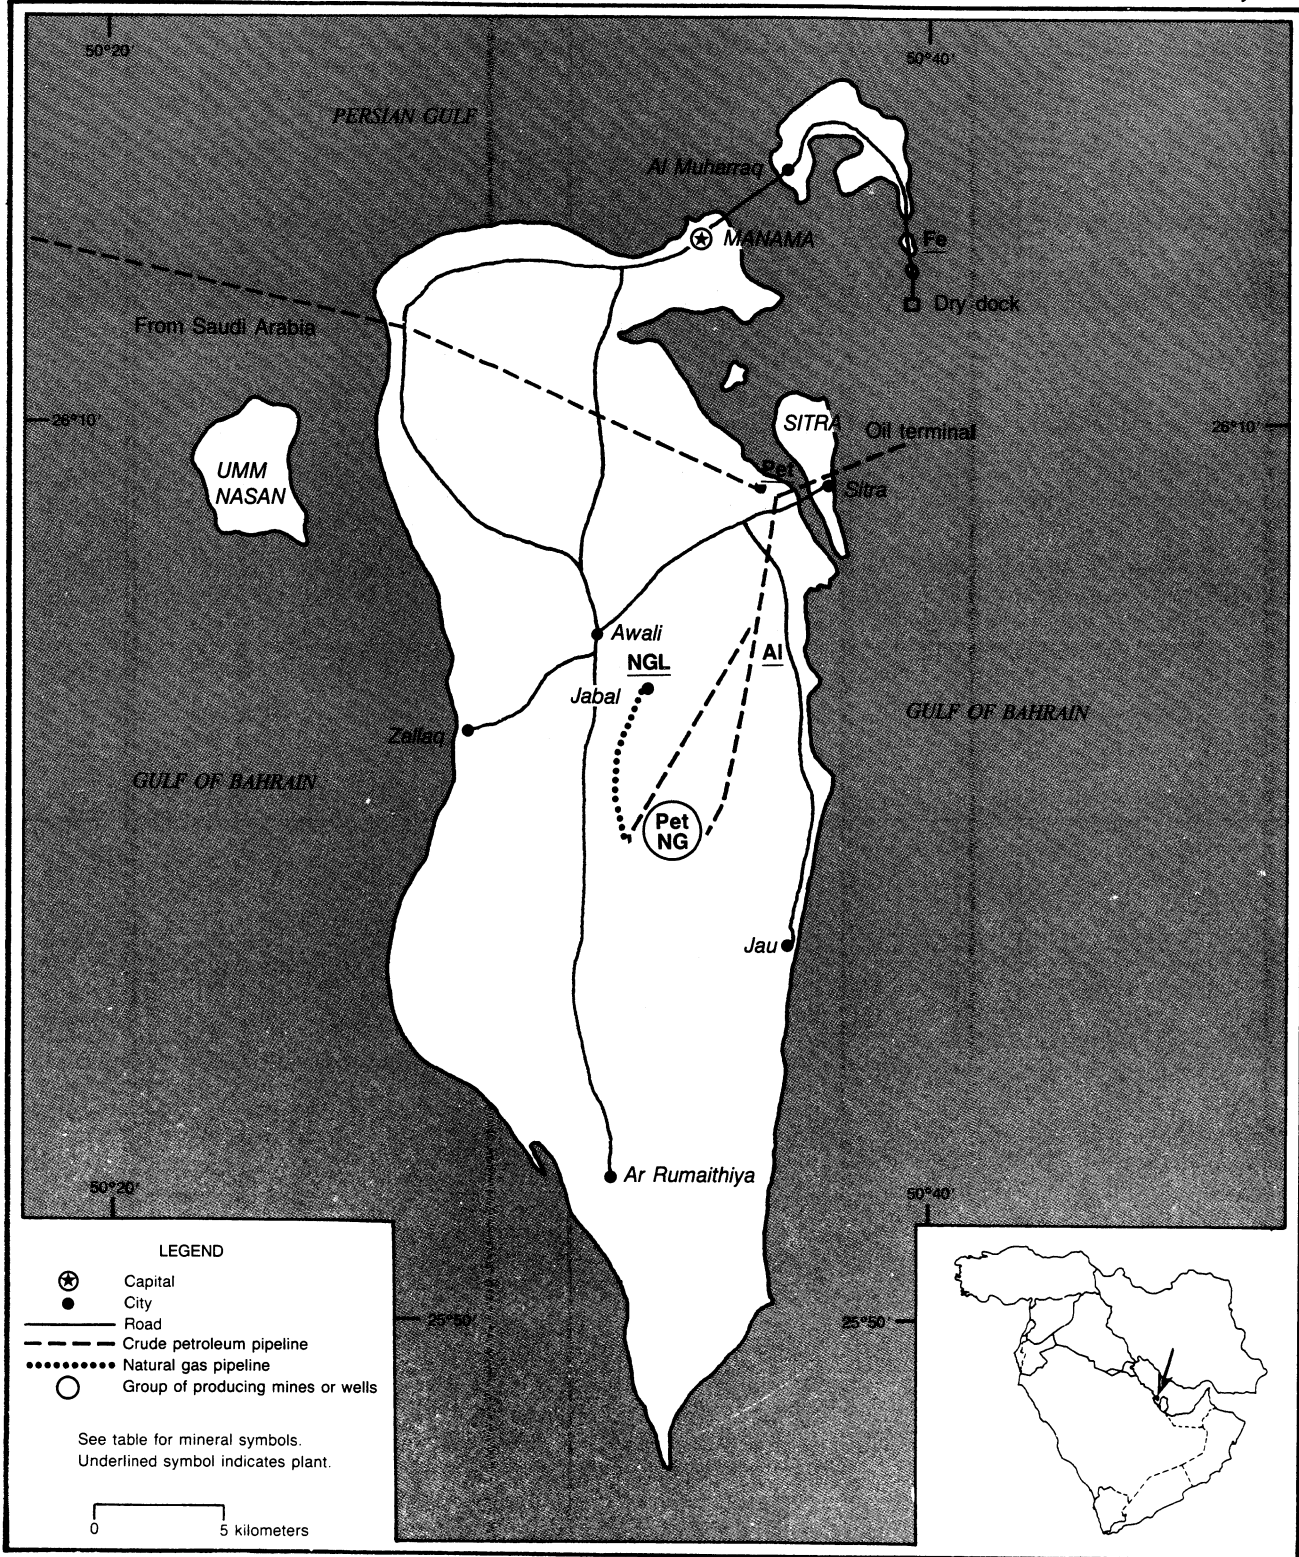 50°20'
50°40'
PERSIAN GULF
Al Muharraq
MANAMA
Fe
Dry dock
From Saudi Arabia
26°10'
SITRA
Oil terminal
26°10'
UMM
NASAN
Pet
Sitra
Awali
NGL
Al
Jabal
Zallaq
GULF OF BAHRAIN
GULF OF BAHRAIN
Pet
NG
Jau
Ar Rumaithiya
50°20'
50°40'
25°50'
25°50'
LEGEND
Capital
City
Road
Crude petroleum pipeline
Natural gas pipeline
Group of producing mines or wells
See table for mineral symbols.
Underlined symbol indicates plant.
0 5 kilometers